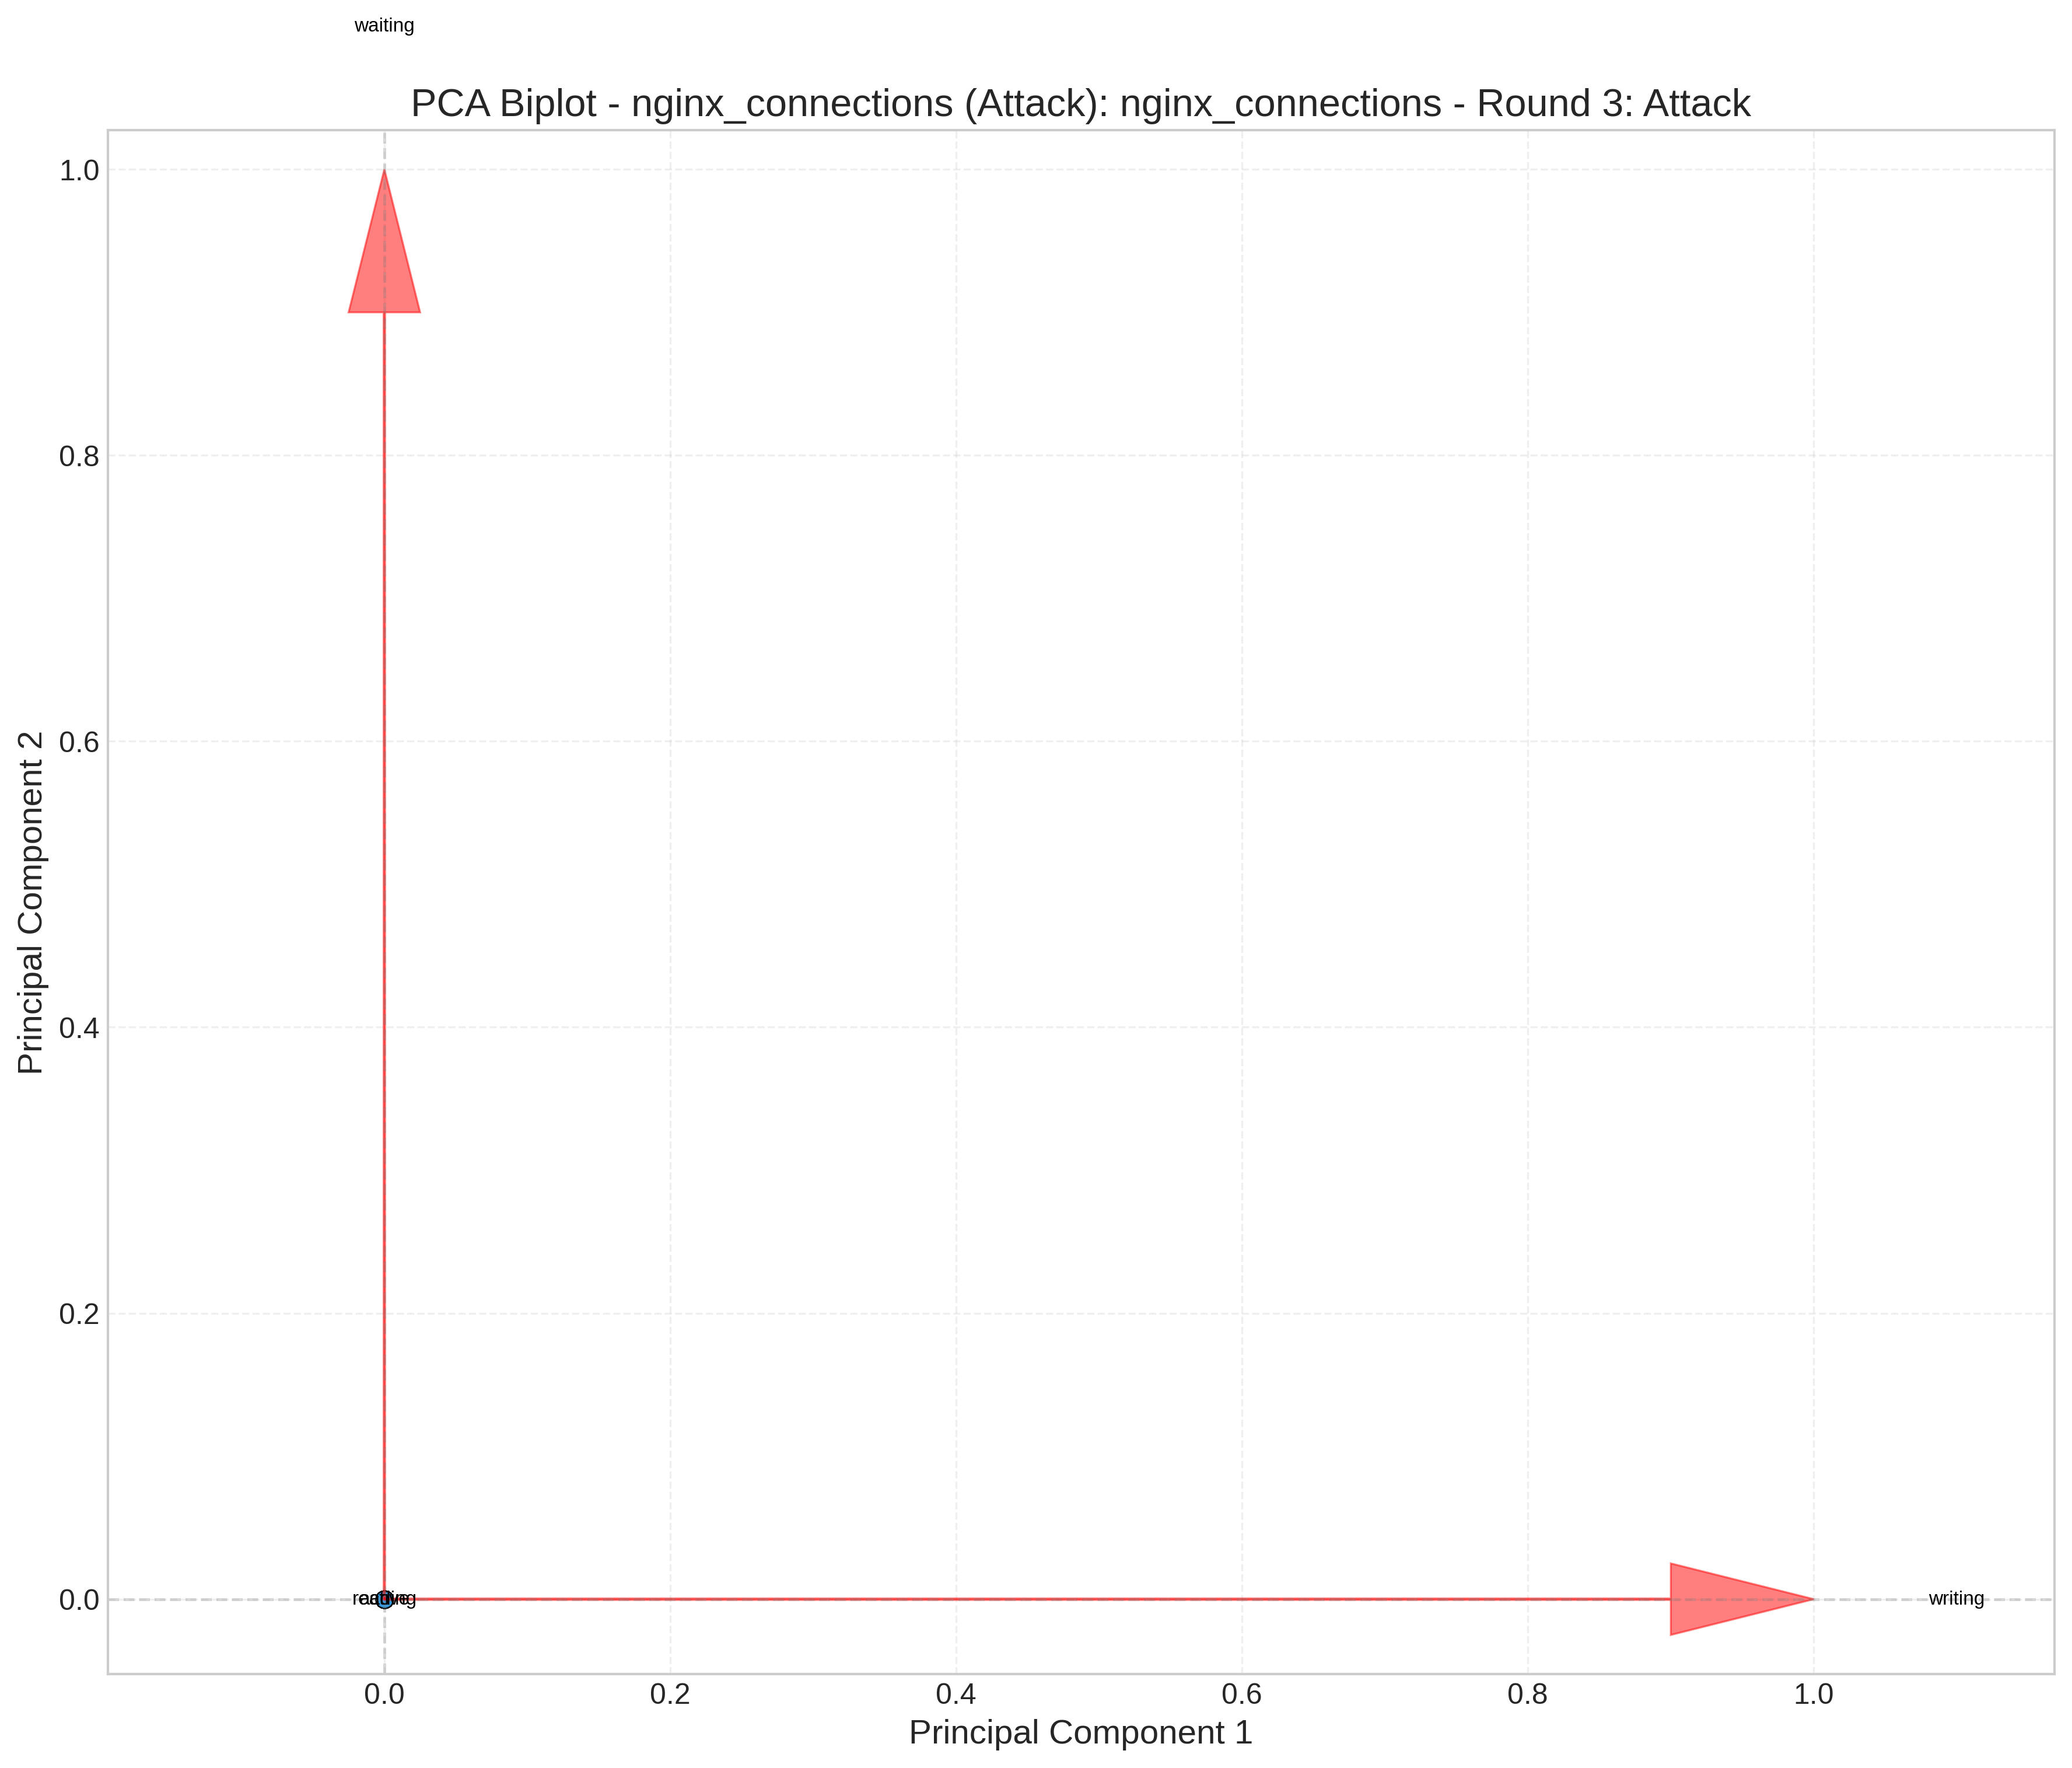 waiting
PCA Biplot - nginx_connections (Attack): nginx_connections - Round 3: Attack
1.0
0.8
0.6
0.4
0.2
0.0
Principal Component 2
writing
0.0 0.2 0.4 0.6 0.8 1.0
Principal Component 1